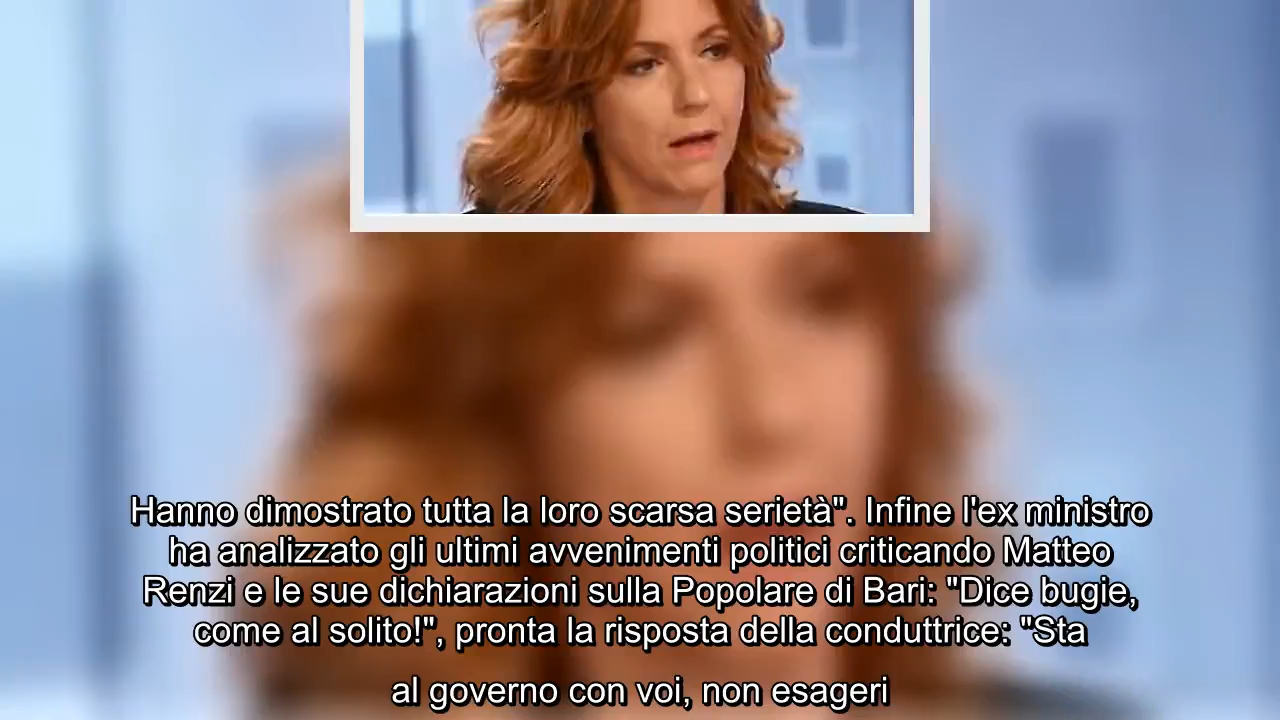 Hanno dimostrato tutta la loro scarsa serietà". Infine l'ex ministro
ha analizzato gli ultimi avvenimenti politici criticando Matteo
Renzi e le sue dichiarazioni sulla Popolare di Bari: "Dice bugie,
come al solito!", pronta la risposta della conduttrice: "Sta
al governo con voi, non esageri